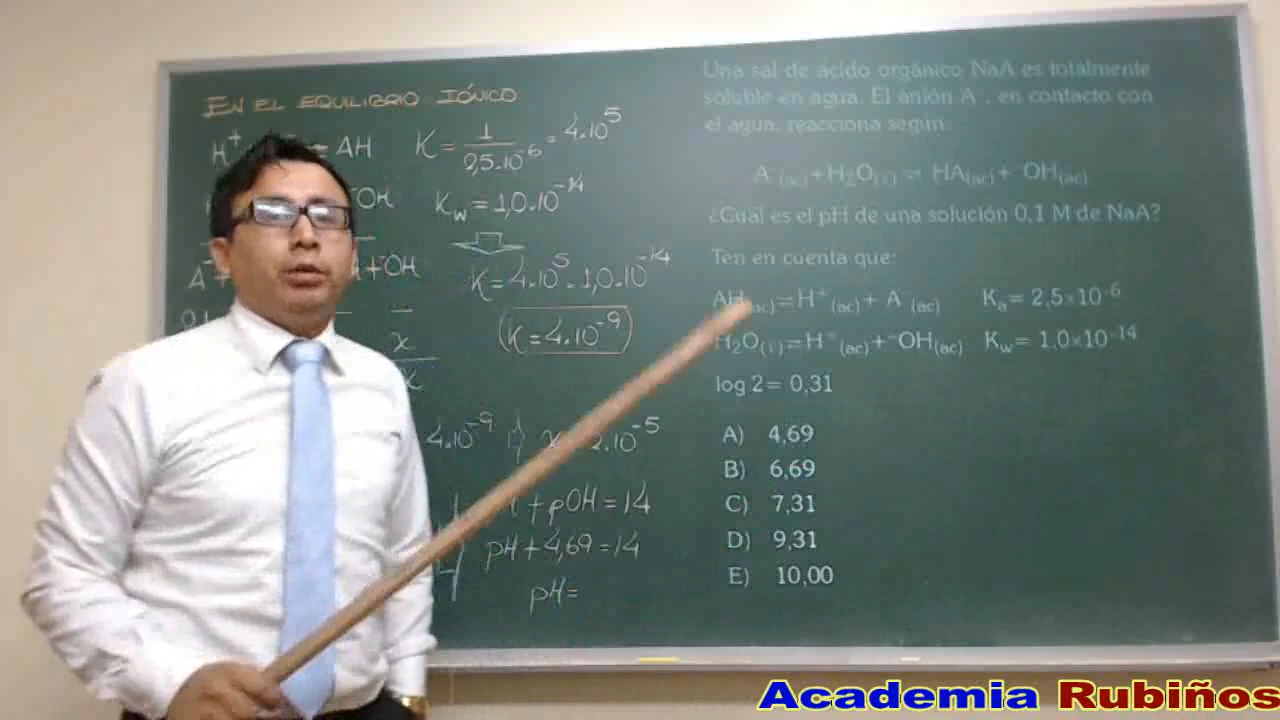 EN EL EQUILIBRIO IÓNICO
H⁺ = AH K = 1/2,5.10⁻⁶ = 4.10⁵
OH Kw = 1,0.10⁻¹⁴
A⁻+ +OH K = 4.10⁵.1,0.10⁻¹⁴
0,1 — —
K = 4.10⁻⁹
x
x
4.10⁻⁹ x = 2.10⁻⁵
+ pOH = 14
pH + 4,69 = 14
pH =
Una sal de ácido orgánico NaA es totalmente
soluble en agua. El anión A⁻, en contacto con
el agua, reacciona según:
A⁻(ac) + H₂O(l) ⇌ HA(ac) + ⁻OH(ac)
¿Cuál es el pH de una solución 0,1 M de NaA?
Ten en cuenta que:
AH(ac) = H⁺(ac) + A⁻(ac) Ka = 2,5×10⁻⁶
H₂O(l) = H⁺(ac) + ⁻OH(ac) Kw = 1.0×10⁻¹⁴
log 2 = 0,31
A) 4,69
B) 6,69
C) 7,31
D) 9,31
E) 10,00
Academia Rubiños